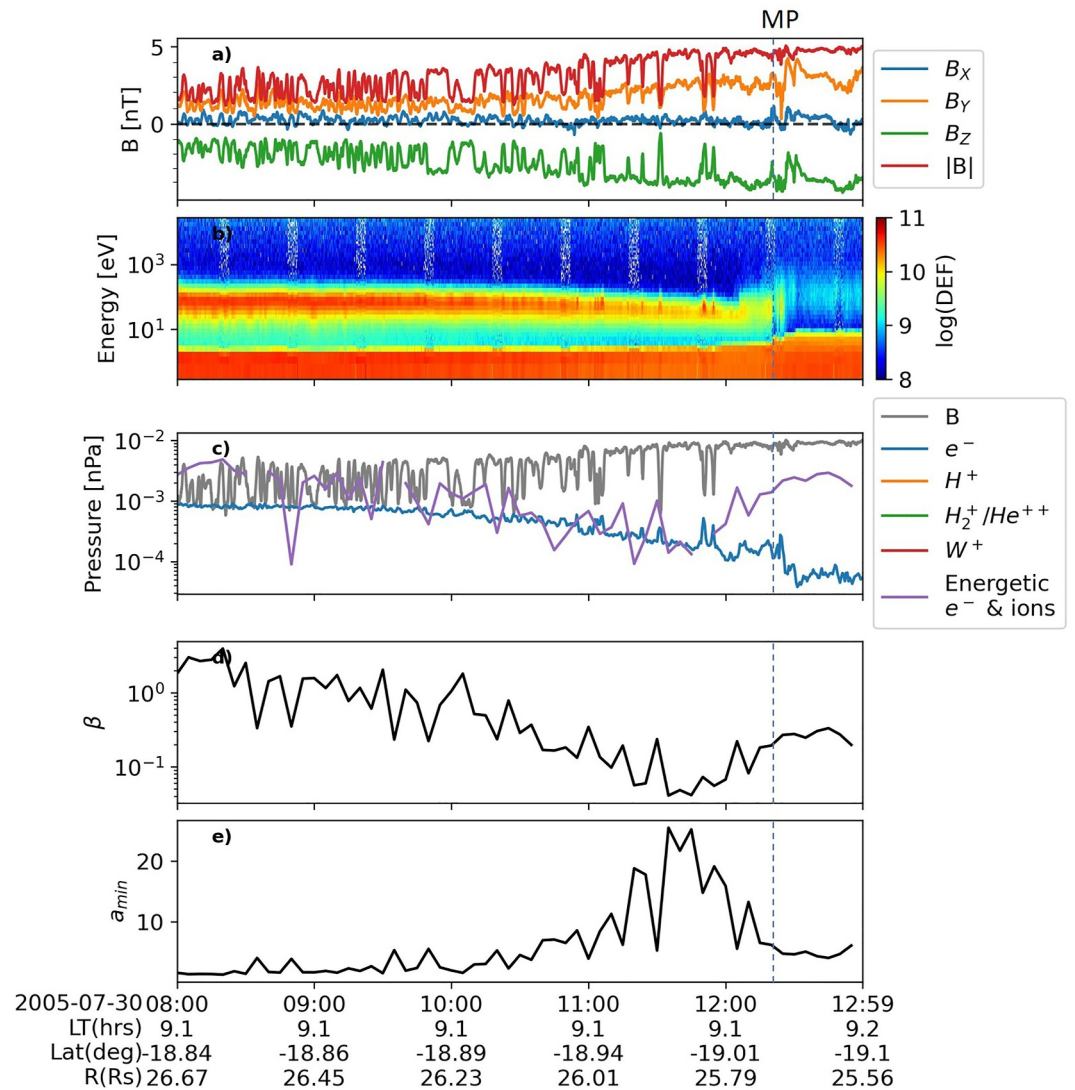 MP
a)
5
0
B [nT]
B_X
B_Y
B_Z
|B|
b)
10^3
10^1
Energy [eV]
11
10
9
8
log(DEF)
c)
10^-2
10^-3
10^-4
Pressure [nPa]
B
e^-
H^+
H_2^+/He^++
W^+
Energetic
e^- & ions
d)
10^0
10^-1
β
e)
20
10
a_min
2005-07-30 08:00 09:00 10:00 11:00 12:00 12:59
LT(hrs) 9.1 9.1 9.1 9.1 9.1 9.2
Lat(deg) -18.84 -18.86 -18.89 -18.94 -19.01 -19.1
R(Rs) 26.67 26.45 26.23 26.01 25.79 25.56